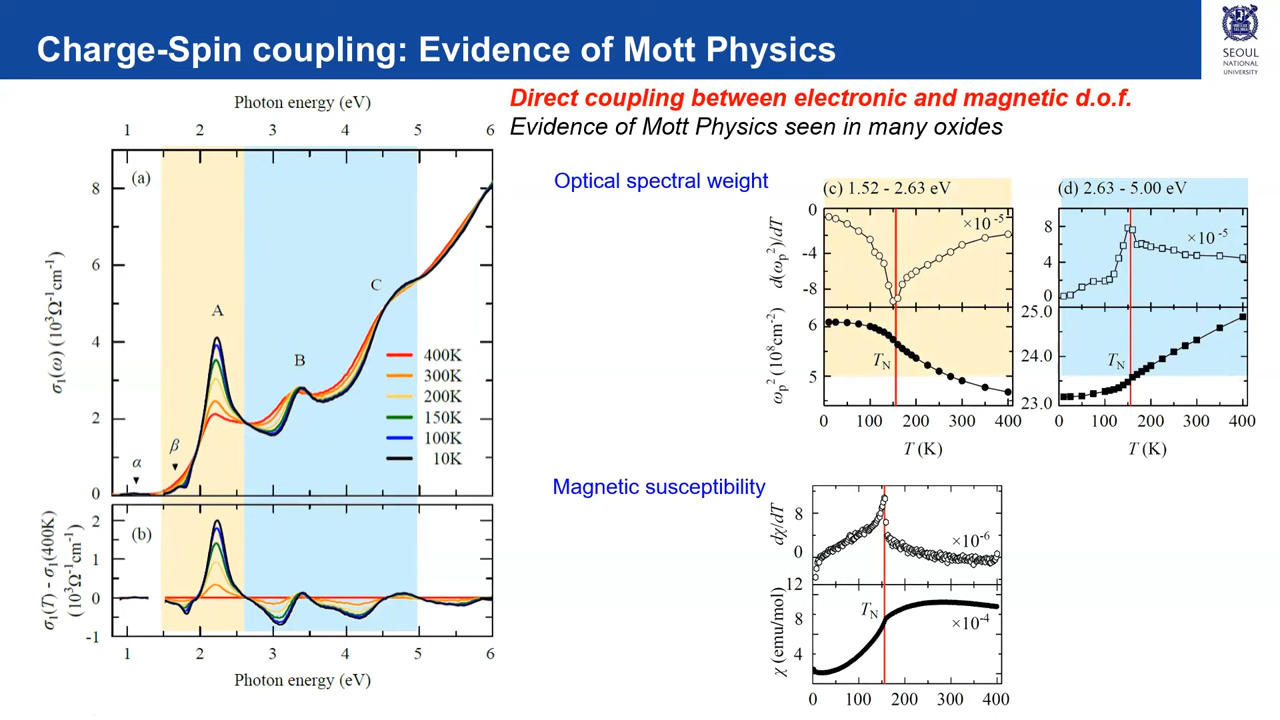 Charge-Spin coupling: Evidence of Mott Physics
SEOUL
NATIONAL
UNIVERSITY
Direct coupling between electronic and magnetic d.o.f.
Evidence of Mott Physics seen in many oxides
Photon energy (eV)
1 2 3 4 5 6
(a)
8
6
4
2
0
σ₁(ω) (10³Ω⁻¹cm⁻¹)
α
β
A
B
C
400K
300K
200K
150K
100K
10K
(b)
2
1
0
-1
σ₁(T) - σ₁(400K)
(10³Ω⁻¹cm⁻¹)
1 2 3 4 5 6
Photon energy (eV)
Optical spectral weight
(c) 1.52 - 2.63 eV
0
-4
-8
d(ωₚ²)/dT
×10⁻⁵
6
5
ωₚ² (10⁸cm⁻²)
T_N
0 100 200 300 400
T (K)
(d) 2.63 - 5.00 eV
8
4
0
×10⁻⁵
25.0
24.0
23.0
T_N
0 100 200 300 400
T (K)
Magnetic susceptibility
8
0
dχ/dT
×10⁻⁶
12
8
4
χ (emu/mol)
T_N
×10⁻⁴
0 100 200 300 400